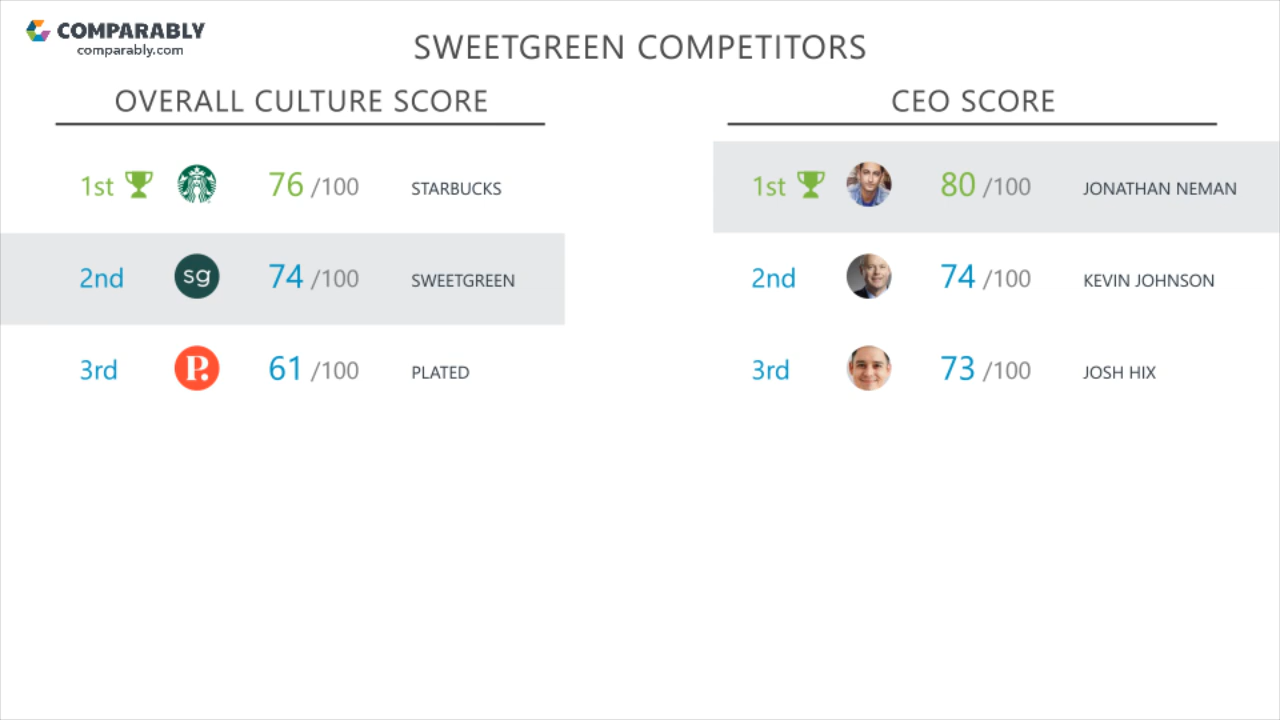 COMPARABLY
comparably.com
SWEETGREEN COMPETITORS
OVERALL CULTURE SCORE
1st 76 /100 STARBUCKS
2nd sg 74 /100 SWEETGREEN
3rd P. 61 /100 PLATED
CEO SCORE
1st 80 /100 JONATHAN NEMAN
2nd 74 /100 KEVIN JOHNSON
3rd 73 /100 JOSH HIX